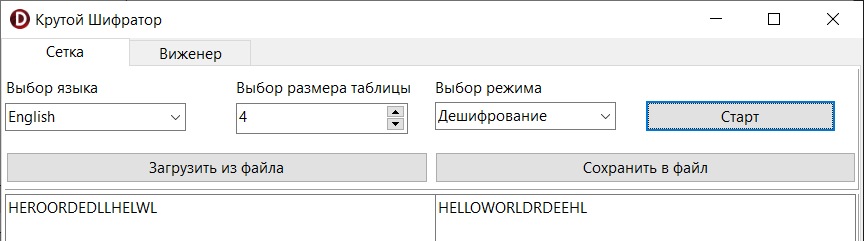 Крутой Шифратор
Сетка Виженер
Выбор языка Выбор размера таблицы Выбор режима
English 4 Дешифрование Старт
Загрузить из файла Сохранить в файл
HEROORDEDLLHELWL HELLOWORLDRDEEHL